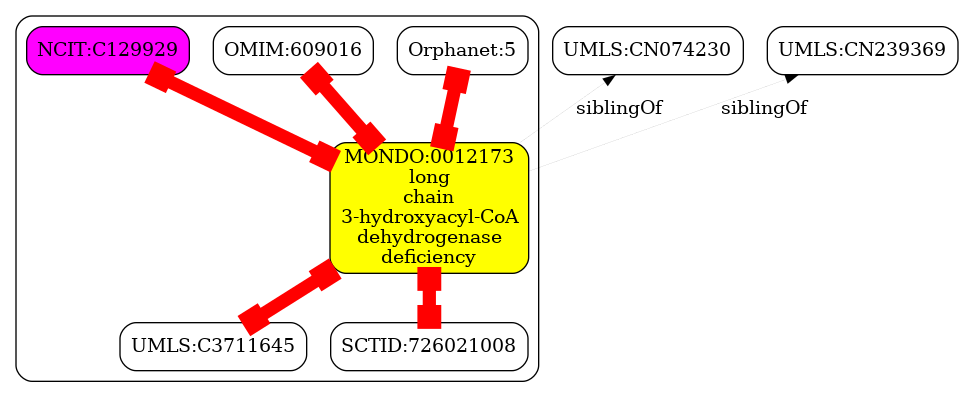 NCIT:C129929
OMIM:609016
Orphanet:5
UMLS:CN074230
UMLS:CN239369
siblingOf
siblingOf
MONDO:0012173
long
chain
3-hydroxyacyl-CoA
dehydrogenase
deficiency
UMLS:C3711645
SCTID:726021008